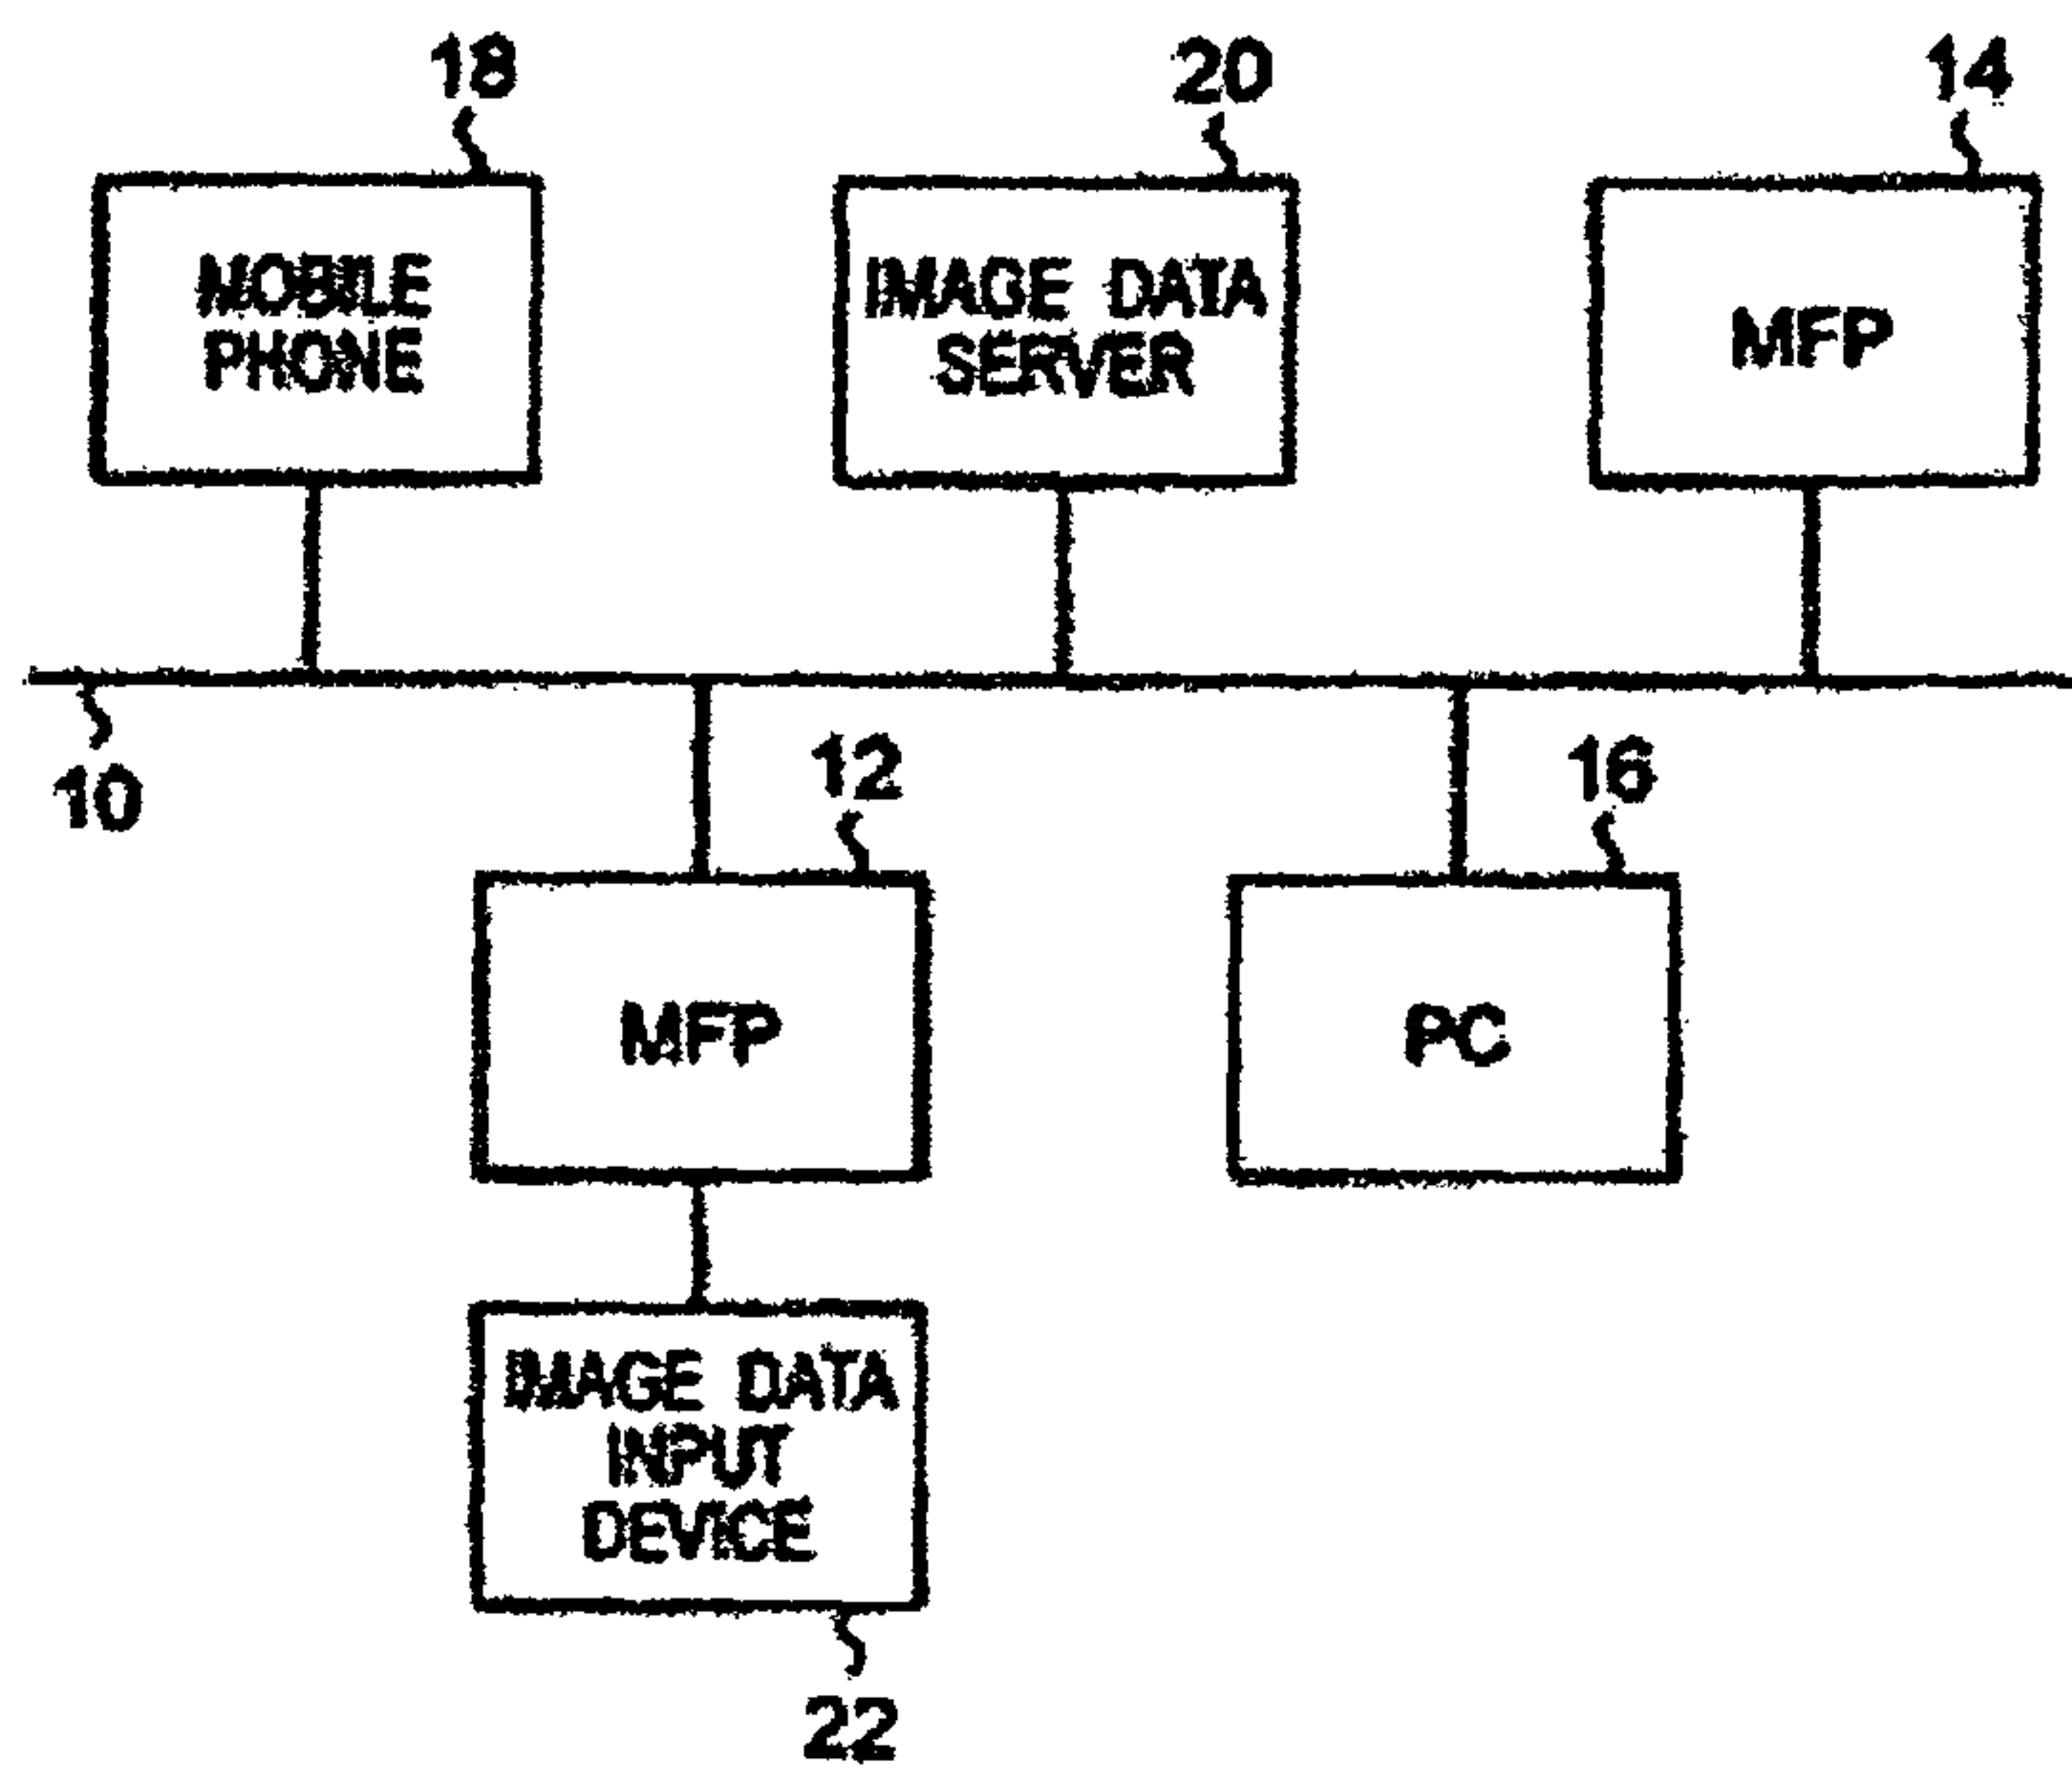 18
20
14
MOBILE
PHONE
IMAGE DATA
SERVER
MFP
10
12
16
MFP
PC
IMAGE DATA
INPUT
DEVICE
22